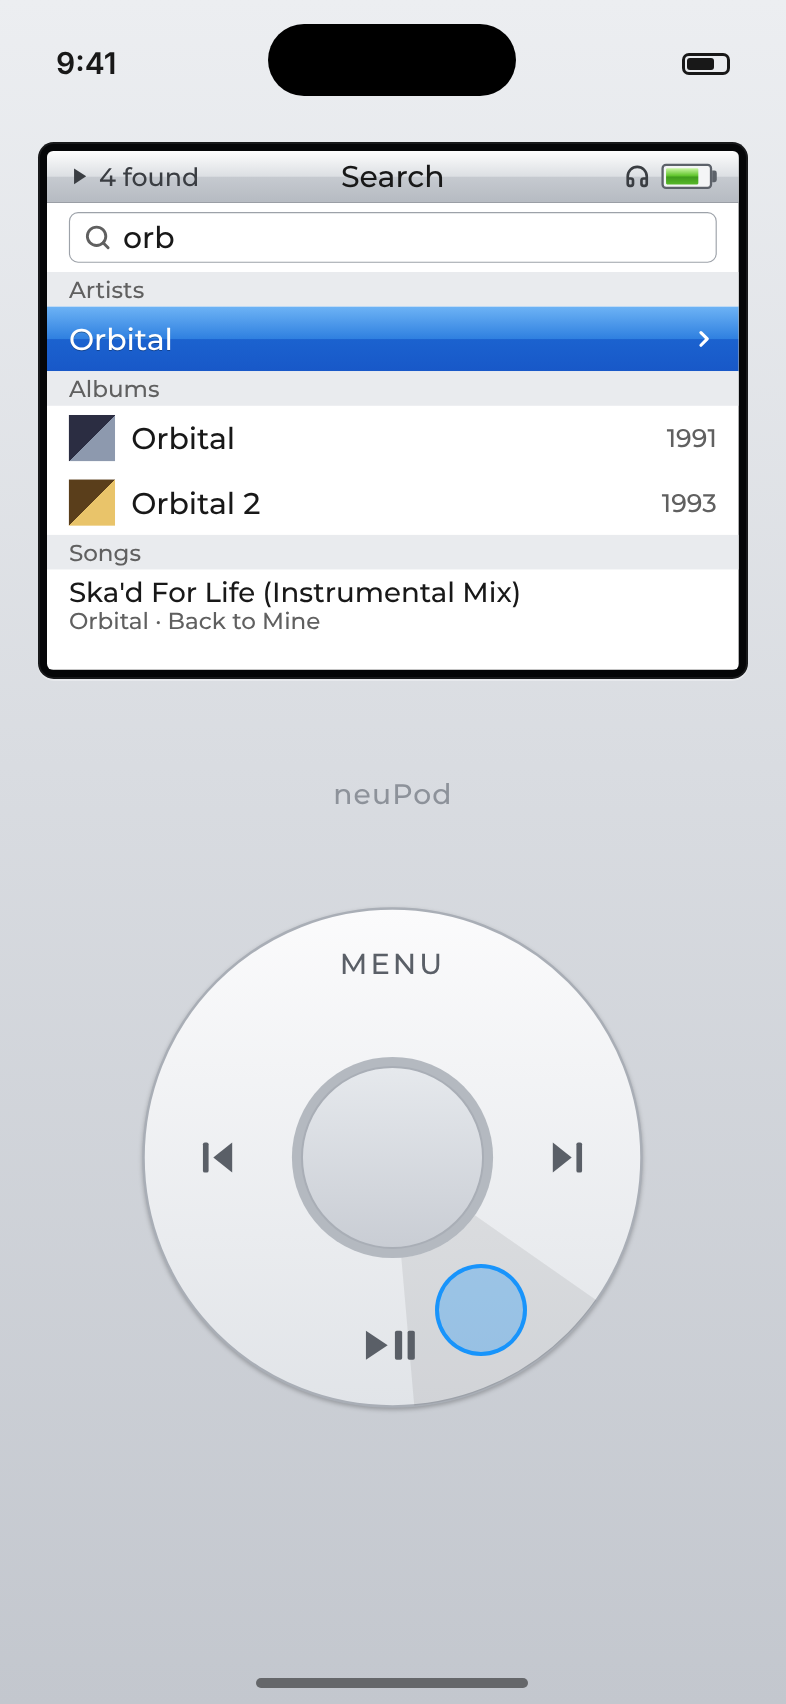 9:41
4 found
Search
orb
Artists
Orbital
Albums
Orbital 1991
Orbital 2 1993
Songs
Ska'd For Life (Instrumental Mix)
Orbital · Back to Mine
neuPod
MENU